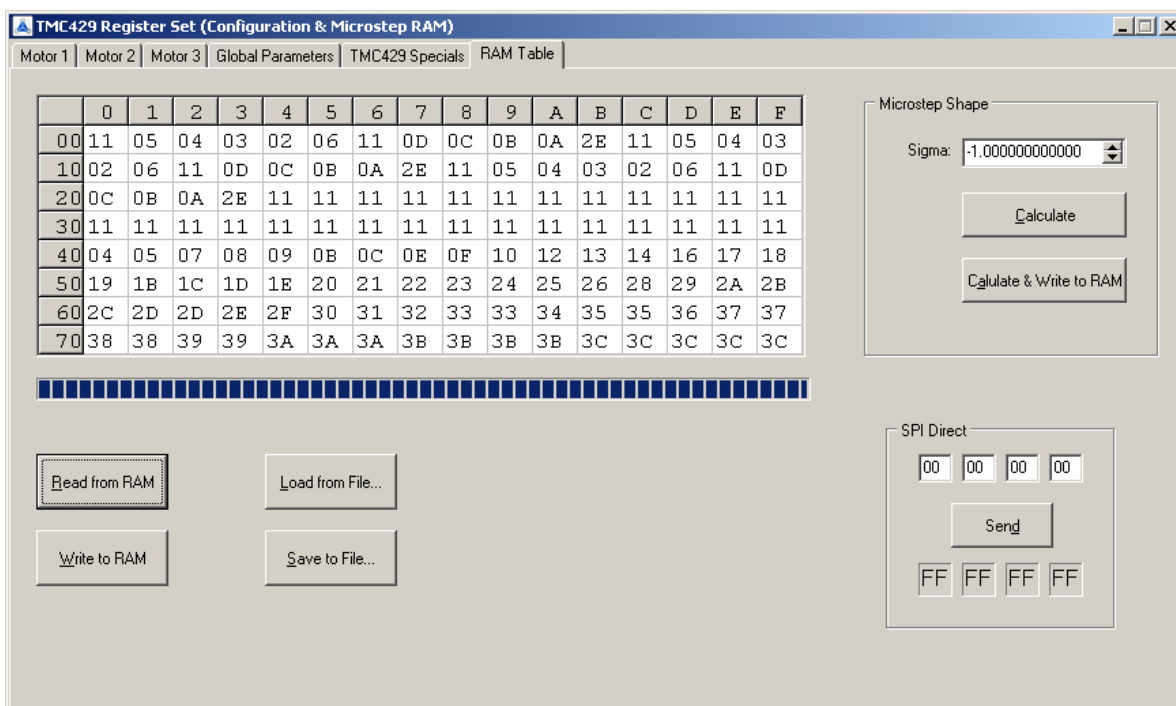 TMC429 Register Set (Configuration & Microstep RAM)
Motor 1 Motor 2 Motor 3 Global Parameters TMC429 Specials RAM Table
0 1 2 3 4 5 6 7 8 9 A B C D E F
00 11 05 04 03 02 06 11 0D 0C 0B 0A 2E 11 05 04 03
10 02 06 11 0D 0C 0B 0A 2E 11 05 04 03 02 06 11 0D
20 0C 0B 0A 2E 11 11 11 11 11 11 11 11 11 11 11 11
30 11 11 11 11 11 11 11 11 11 11 11 11 11 11 11 11
40 04 05 07 08 09 0B 0C 0E 0F 10 12 13 14 16 17 18
50 19 1B 1C 1D 1E 20 21 22 23 24 25 26 28 29 2A 2B
60 2C 2D 2D 2E 2F 30 31 32 33 33 34 35 35 36 37 37
70 38 38 39 39 3A 3A 3A 3B 3B 3B 3B 3C 3C 3C 3C 3C
Microstep Shape
Sigma: -1.000000000000
Calculate
Calulate & Write to RAM
Read from RAM Load from File...
Write to RAM Save to File...
SPI Direct
00 00 00 00
Send
FF FF FF FF